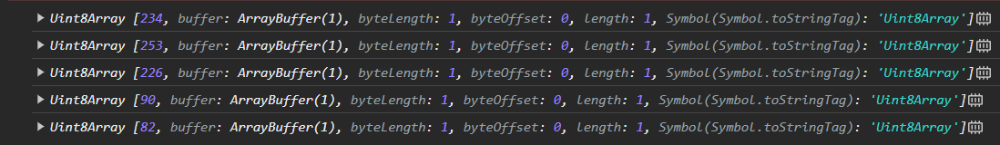 ▶ Uint8Array [234, buffer: ArrayBuffer(1), byteLength: 1, byteOffset: 0, length: 1, Symbol(Symbol.toStringTag): 'Uint8Array']
▶ Uint8Array [253, buffer: ArrayBuffer(1), byteLength: 1, byteOffset: 0, length: 1, Symbol(Symbol.toStringTag): 'Uint8Array']
▶ Uint8Array [226, buffer: ArrayBuffer(1), byteLength: 1, byteOffset: 0, length: 1, Symbol(Symbol.toStringTag): 'Uint8Array']
▶ Uint8Array [90, buffer: ArrayBuffer(1), byteLength: 1, byteOffset: 0, length: 1, Symbol(Symbol.toStringTag): 'Uint8Array']
▶ Uint8Array [82, buffer: ArrayBuffer(1), byteLength: 1, byteOffset: 0, length: 1, Symbol(Symbol.toStringTag): 'Uint8Array']